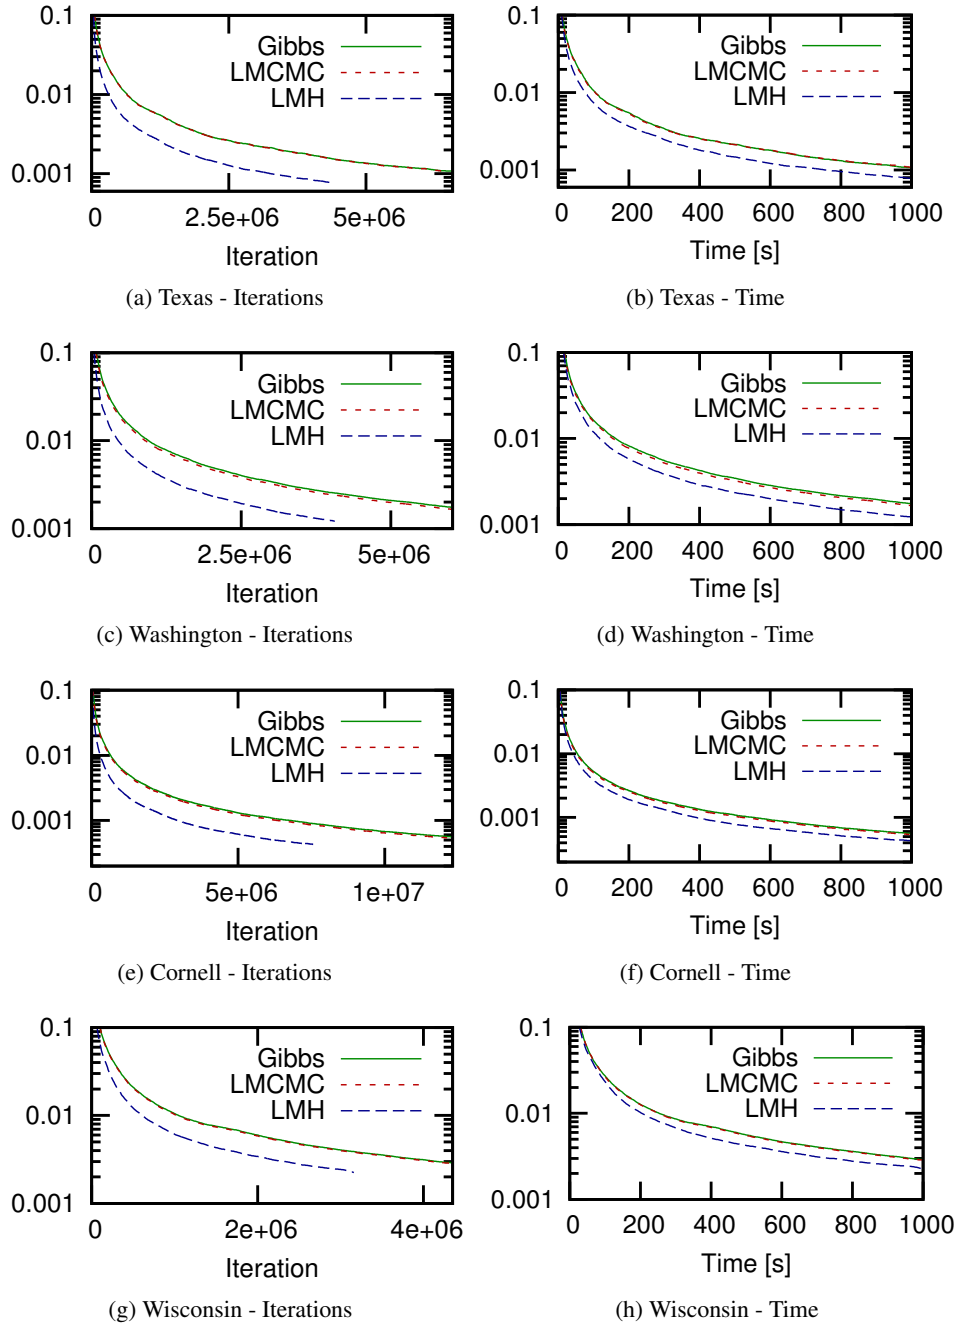 0.1
0.01
0.001
Gibbs
LMCMC
LMH
0 2.5e+06 5e+06
Iteration
(a) Texas - Iterations
0.1
0.01
0.001
Gibbs
LMCMC
LMH
0 200 400 600 800 1000
Time [s]
(b) Texas - Time
0.1
0.01
0.001
Gibbs
LMCMC
LMH
0 2.5e+06 5e+06
Iteration
(c) Washington - Iterations
0.1
0.01
0.001
Gibbs
LMCMC
LMH
0 200 400 600 800 1000
Time [s]
(d) Washington - Time
0.1
0.01
0.001
Gibbs
LMCMC
LMH
0 5e+06 1e+07
Iteration
(e) Cornell - Iterations
0.1
0.01
0.001
Gibbs
LMCMC
LMH
0 200 400 600 800 1000
Time [s]
(f) Cornell - Time
0.1
0.01
0.001
Gibbs
LMCMC
LMH
0 2e+06 4e+06
Iteration
(g) Wisconsin - Iterations
0.1
0.01
0.001
Gibbs
LMCMC
LMH
0 200 400 600 800 1000
Time [s]
(h) Wisconsin - Time